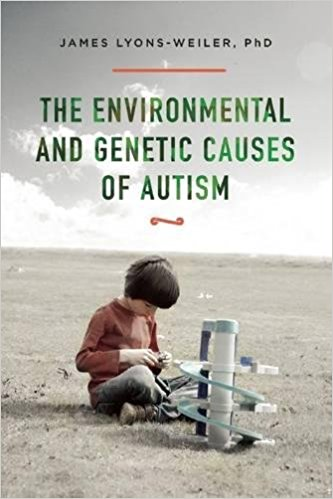 JAMES LYONS-WEILER, PhD
THE ENVIRONMENTAL
AND GENETIC CAUSES
OF AUTISM